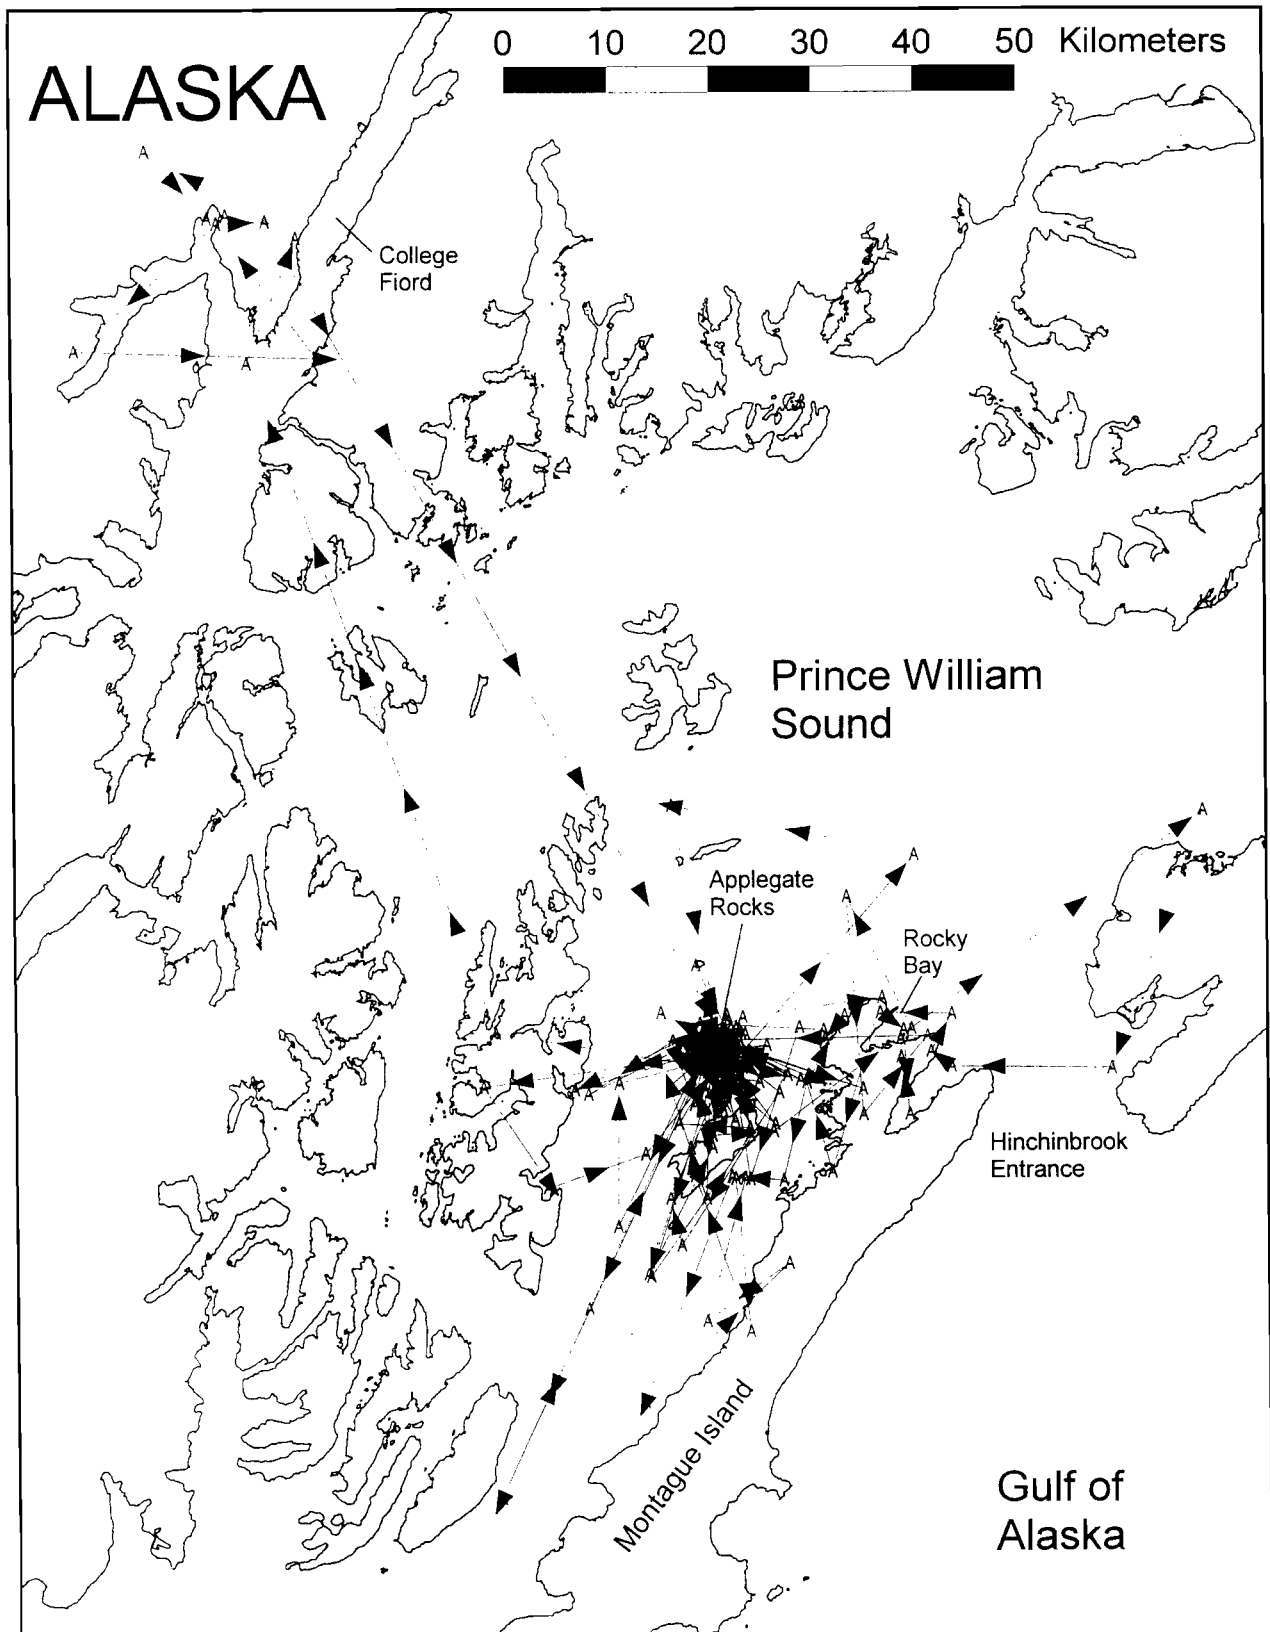 0 10 20 30 40 50 Kilometers
ALASKA
College
Fiord
Prince William
Sound
Applegate
Rocks
Rocky
Bay
Hinchinbrook
Entrance
Montague Island
Gulf of
Alaska